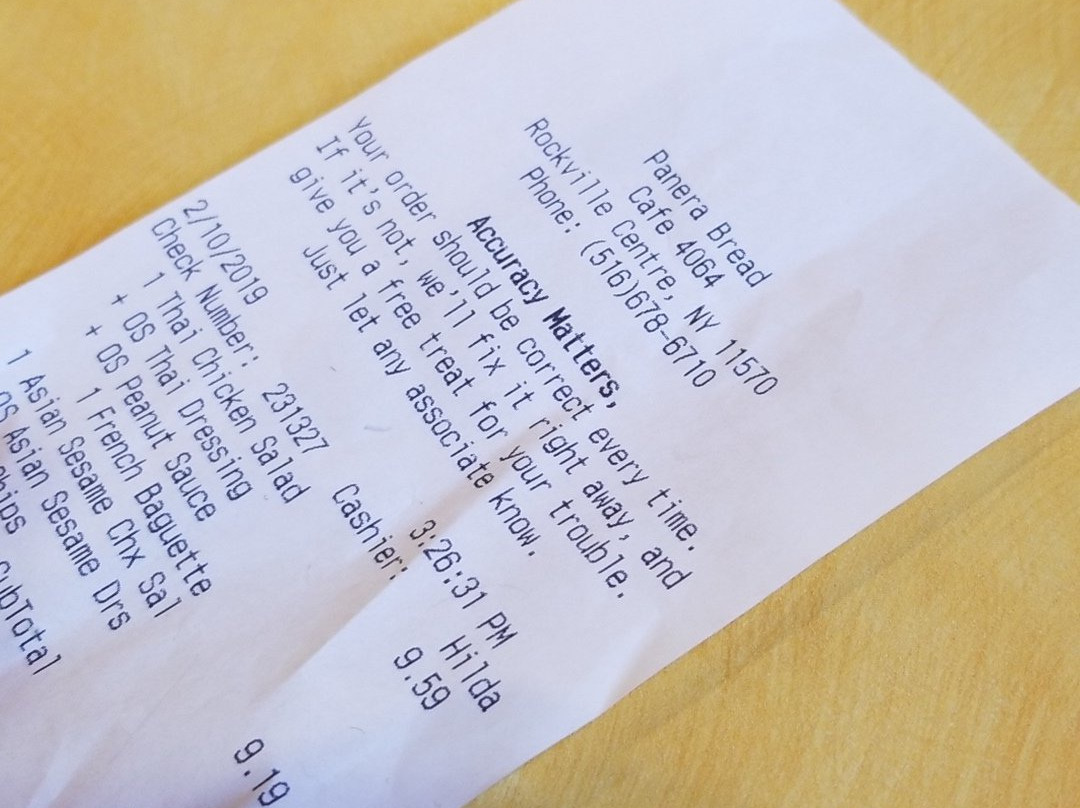 Panera Bread
Cafe 4064
Rockville Centre, NY 11570
Phone: (516)678-6710
Accuracy Matters,
Your order should be correct every time.
If it's not, we'll fix it right away, and
give you a free treat for your trouble.
Just let any associate know.
2/10/2019 3:26:31 PM
Check Number: 231327 Cashier: Hilda
1 Thai Chicken Salad 9.59
+ OS Thai Dressing
+ OS Peanut Sauce
1 French Baguette
1 Asian Sesame Chx Sal 9.19
OS Asian Sesame Drs
Chips
SubTotal